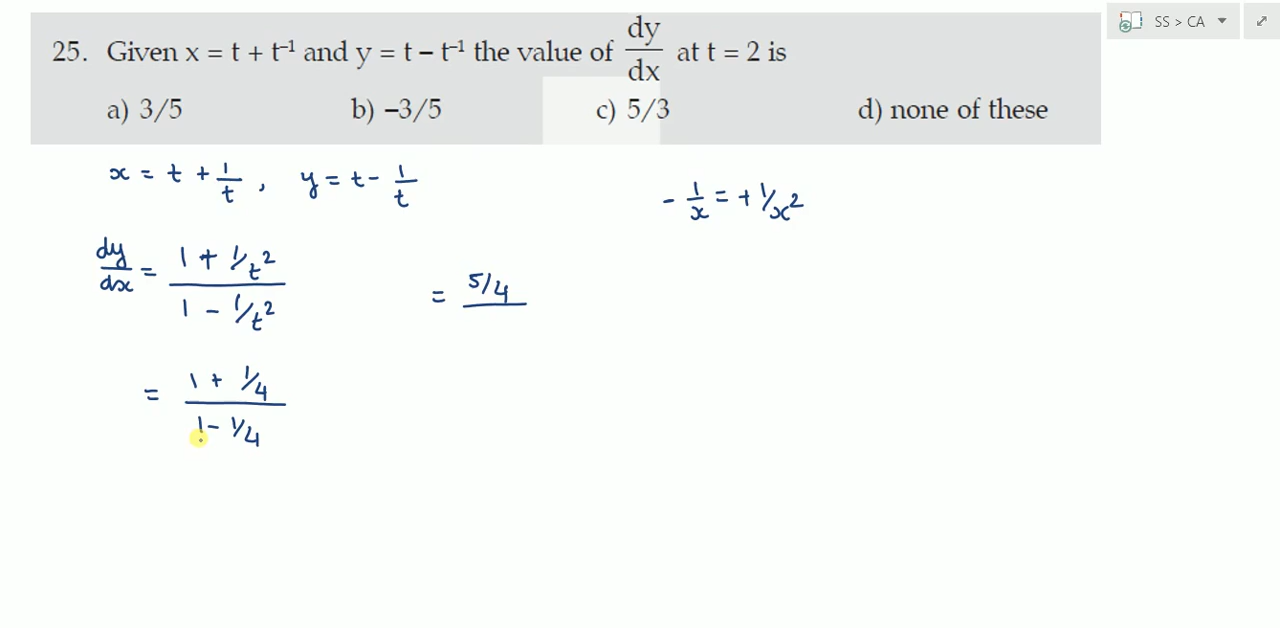 SS > CA
25. Given x = t + t⁻¹ and y = t – t⁻¹ the value of dy/dx at t = 2 is
a) 3/5 b) –3/5 c) 5/3 d) none of these
x = t + 1/t , y = t - 1/t
- 1/x = + 1/x²
dy/dx = (1 + 1/t²)/(1 - 1/t²)
= 5/4
= (1 + 1/4)/(1 - 1/4)